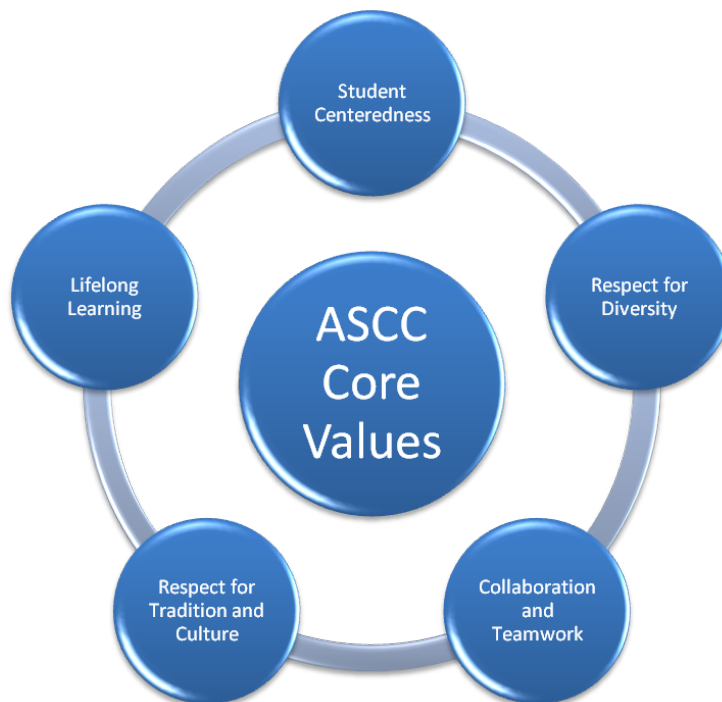 Student
Centeredness
Respect for
Diversity
Collaboration
and
Teamwork
Respect for
Tradition and
Culture
Lifelong
Learning
ASCC
Core
Values